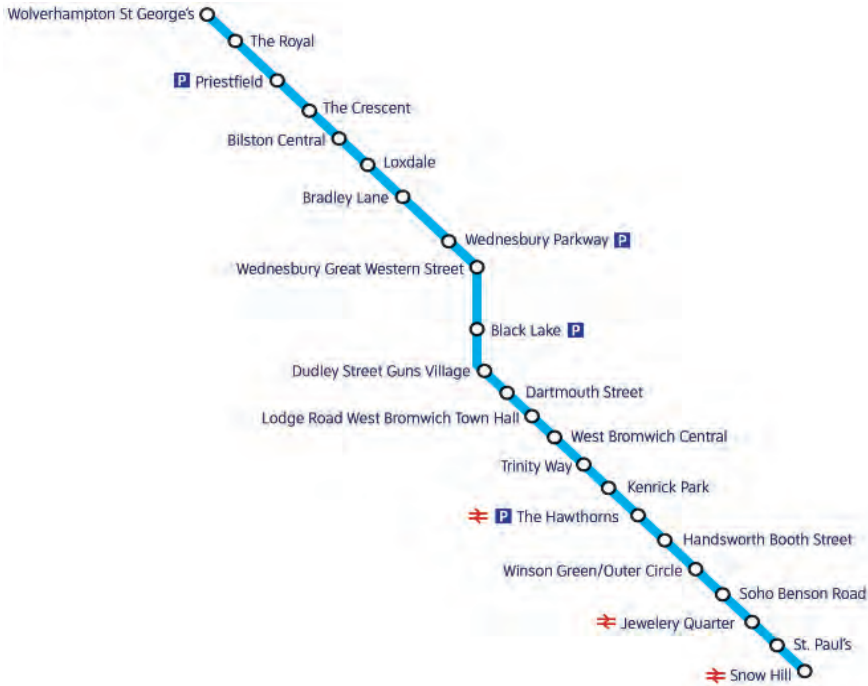 Wolverhampton St George's
The Royal
P Priestfield
The Crescent
Bilston Central
Loxdale
Bradley Lane
Wednesbury Parkway P
Wednesbury Great Western Street
Black Lake P
Dudley Street Guns Village
Dartmouth Street
Lodge Road West Bromwich Town Hall
West Bromwich Central
Trinity Way
Kenrick Park
P The Hawthorns
Handsworth Booth Street
Winson Green/Outer Circle
Soho Benson Road
Jewelery Quarter
St. Paul's
Snow Hill